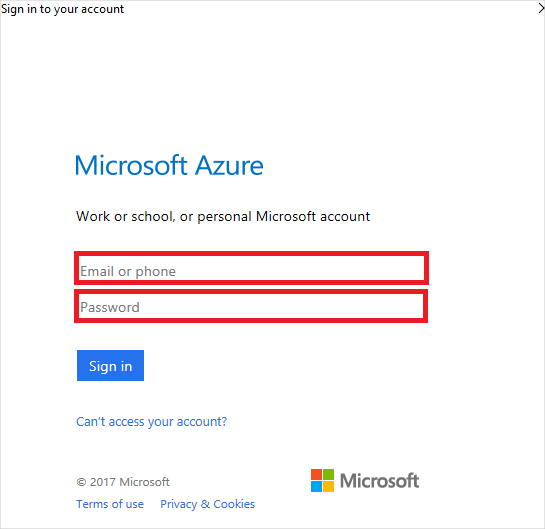 Sign in to your account
Microsoft Azure
Work or school, or personal Microsoft account
Email or phone
Password
Sign in
Can't access your account?
© 2017 Microsoft
Microsoft
Terms of use Privacy & Cookies